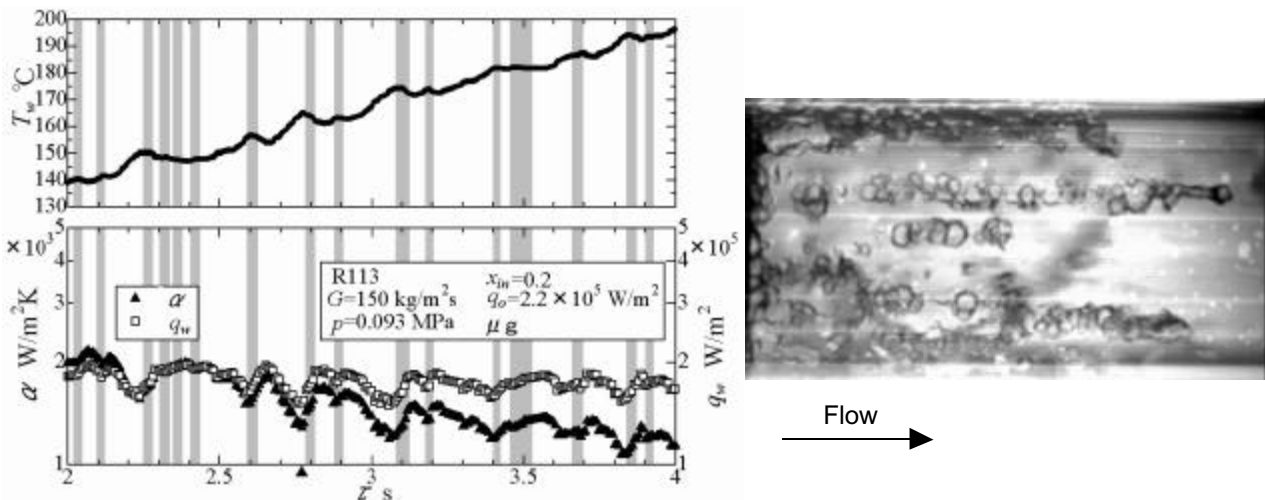 200
190
180
170
160
150
140
130
T_w °C
×10³
5
4
3
2
1
α W/m²K
5
×10⁵
4
3
2
1
q_w W/m²
R113 x_in=0.2
G=150 kg/m²s q_o=2.2×10⁵ W/m²
p=0.093 MPa μg
▲ α
□ q_w
2 2.5 3 3.5 4
τ s
Flow